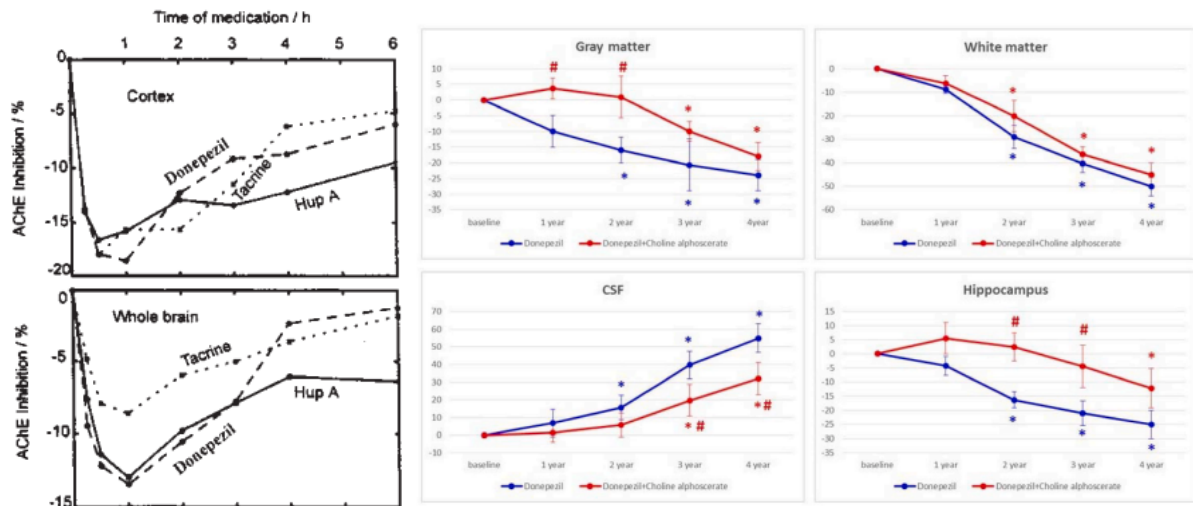 Time of medication / h
1 2 3 4 5 6
0
-5
-10
-15
-20
AChE Inhibition / %
Cortex
Donepezil
Tacrine
Hup A
0
-5
-10
-15
AChE Inhibition / %
Whole brain
Tacrine
Hup A
Donepezil
Gray matter
10
5
0
-5
-10
-15
-20
-25
-30
-35
# #
* *
* * *
baseline 1 year 2 year 3 year 4year
Donepezil Donepezil+Choline alphoscerate
White matter
0
-10
-20
-30
-40
-50
-60
* * *
* * *
baseline 1 year 2 year 3 year 4 year
Donepezil Donepezil+Choline alphoscerate
CSF
70
60
50
40
30
20
10
0
-10
* * *
*# *#
baseline 1 year 2 year 3 year 4 year
Donepezil Donepezil+Choline alphoscerate
Hippocampus
15
10
5
0
-5
-10
-15
-20
-25
-30
-35
# # *
* * *
baseline 1 year 2 year 3 year 4 year
Donepezil Donepezil+Choline alphoscerate